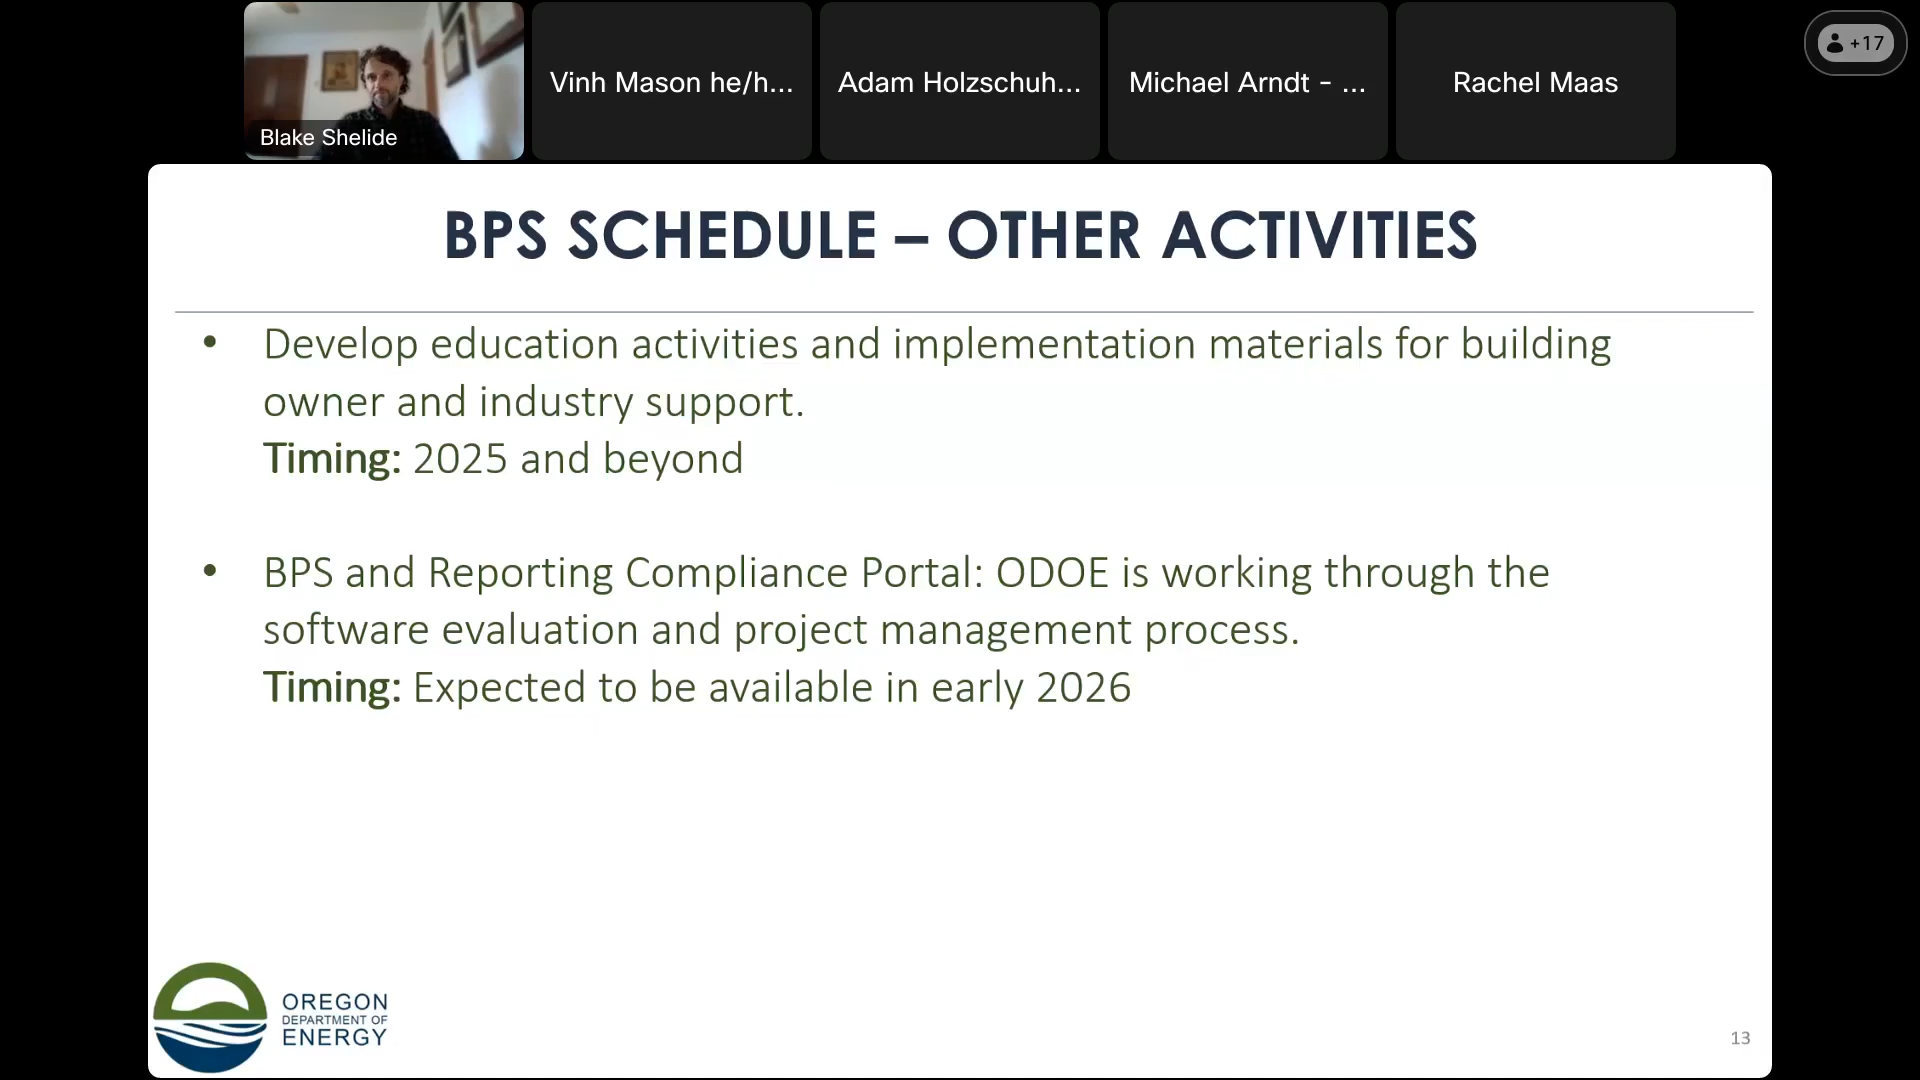 Blake Shelide
Vinh Mason he/h...
Adam Holzschuh...
Michael Arndt - ...
Rachel Maas
+17
BPS SCHEDULE – OTHER ACTIVITIES
• Develop education activities and implementation materials for building
owner and industry support.
Timing: 2025 and beyond
• BPS and Reporting Compliance Portal: ODOE is working through the
software evaluation and project management process.
Timing: Expected to be available in early 2026
OREGON
DEPARTMENT OF
ENERGY
13